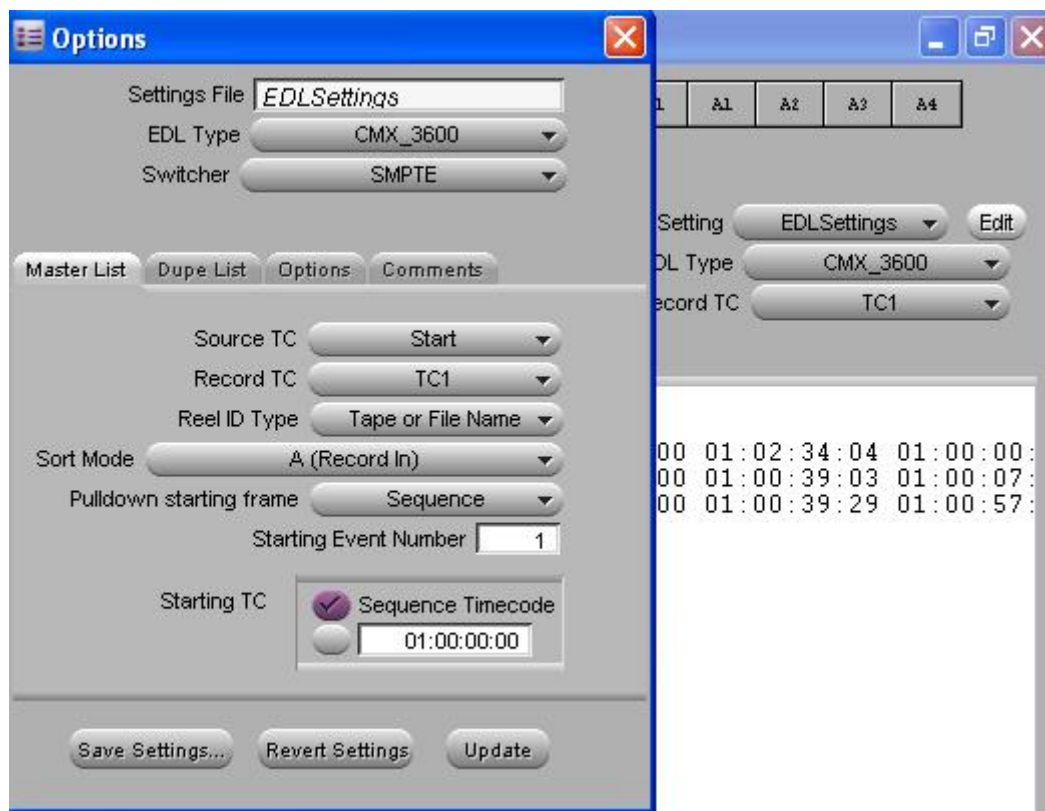 Options
Settings File EDLSettings
EDL Type CMX_3600
Switcher SMPTE
Master List Dupe List Options Comments
Source TC Start
Record TC TC1
Reel ID Type Tape or File Name
Sort Mode A (Record In)
Pulldown starting frame Sequence
Starting Event Number 1
Starting TC Sequence Timecode
01:00:00:00
Save Settings... Revert Settings Update
1 A1 A2 A3 A4
Setting EDLSettings Edit
DL Type CMX_3600
ecord TC TC1
00 01:02:34:04 01:00:00:
00 01:00:39:03 01:00:07:
00 01:00:39:29 01:00:57: